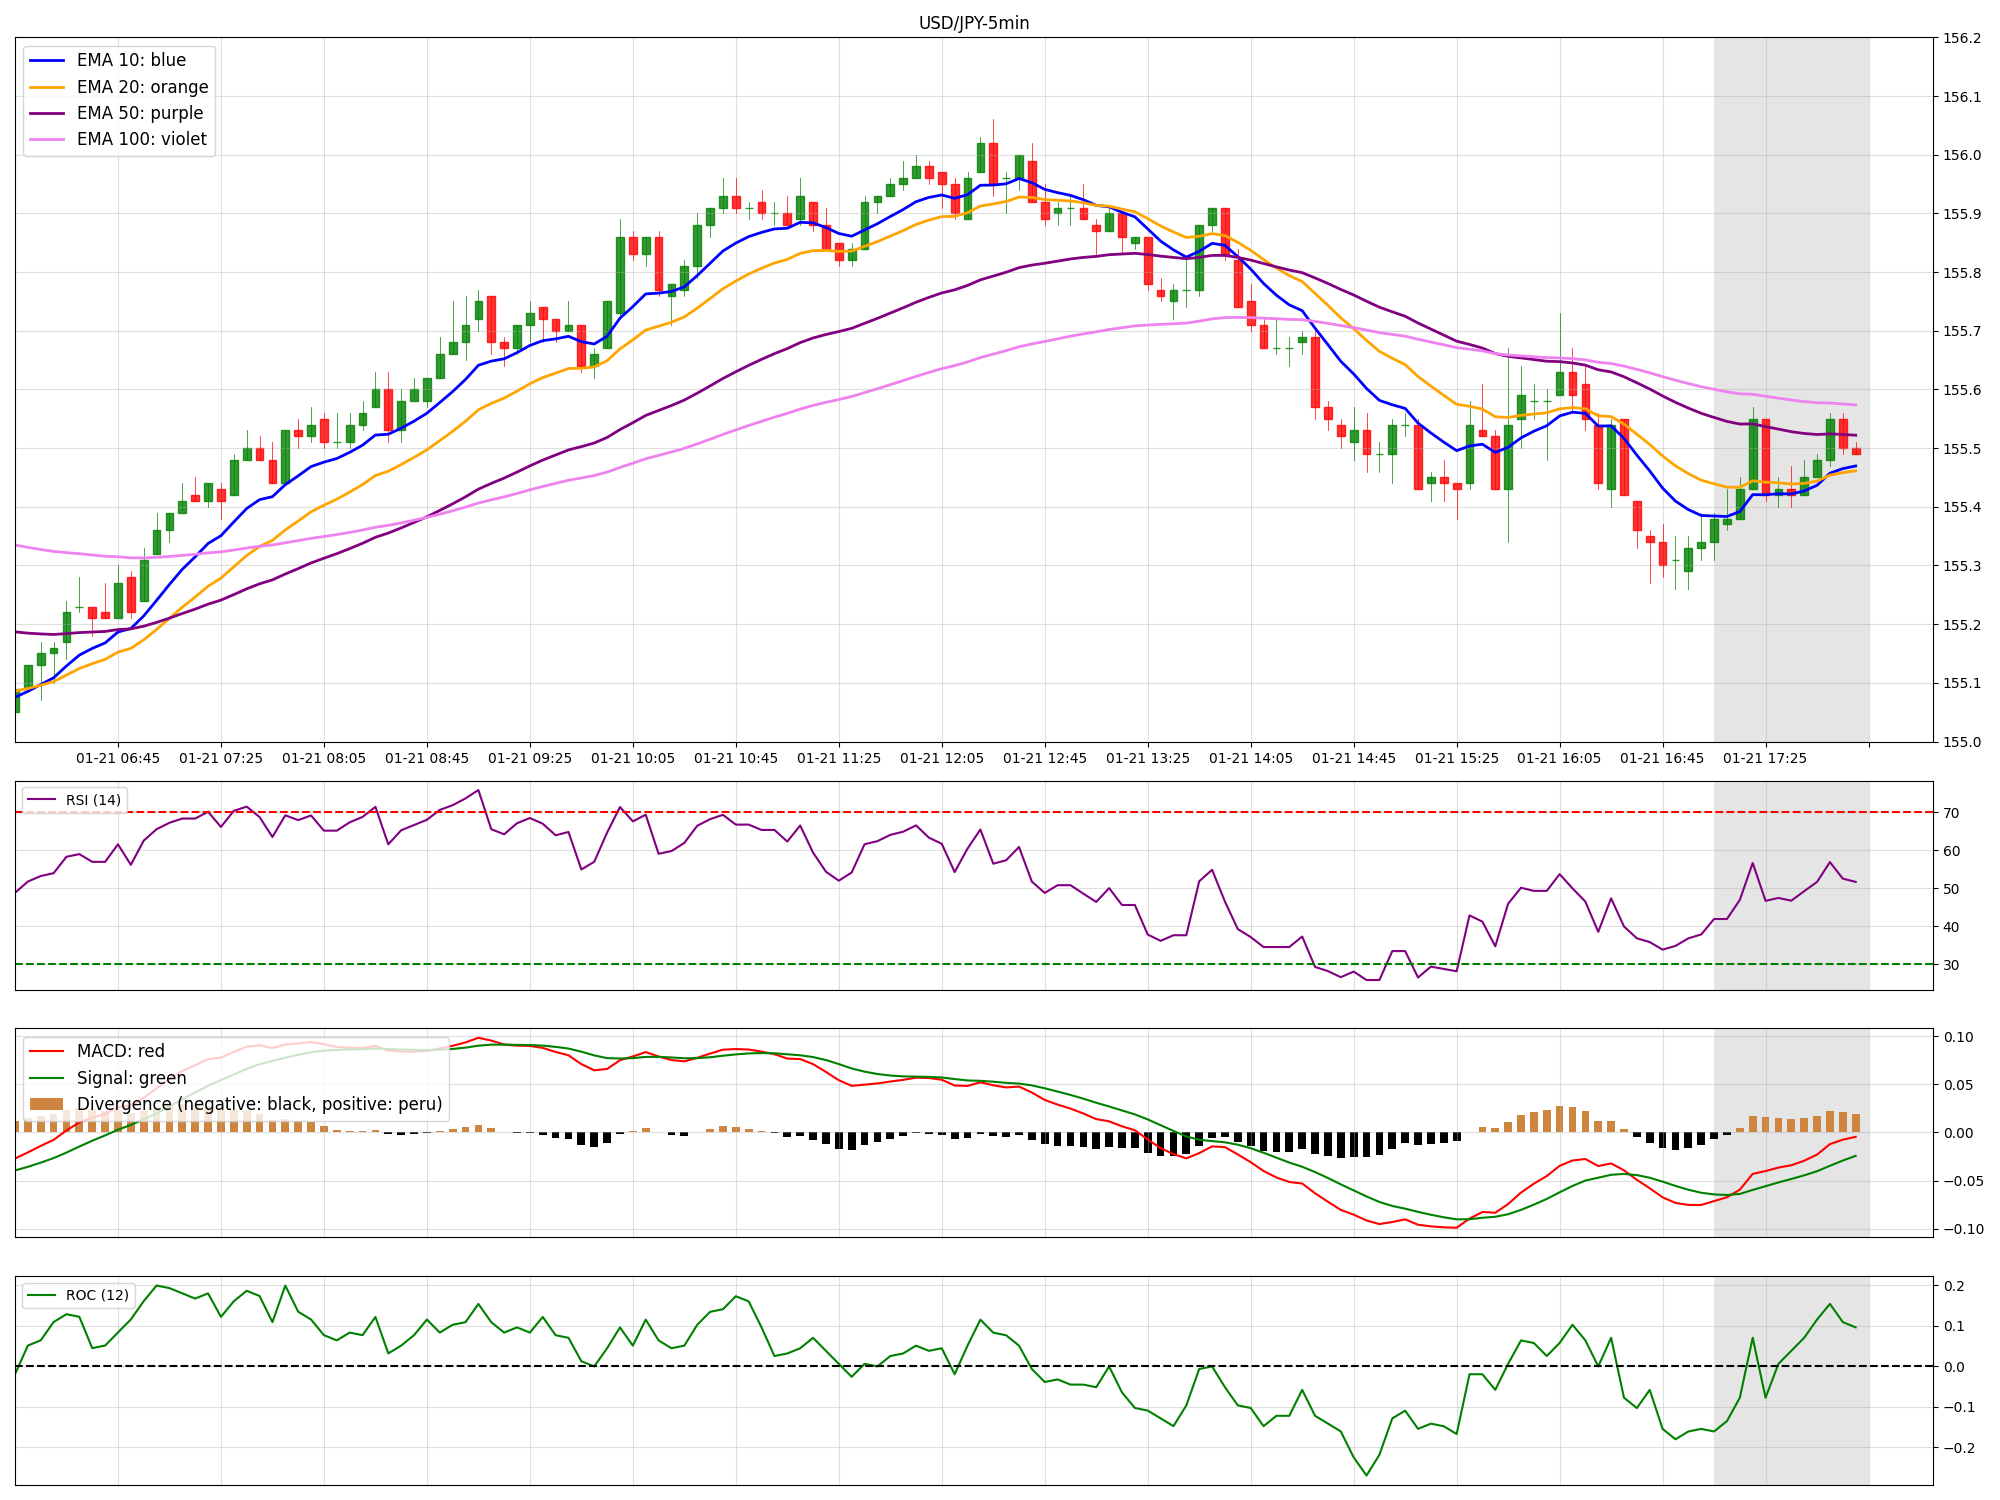 USD/JPY-5min
EMA 10: blue
EMA 20: orange
EMA 50: purple
EMA 100: violet
156.2
156.1
156.0
155.9
155.8
155.7
155.6
155.5
155.4
155.3
155.2
155.1
155.0
01-21 06:45 01-21 07:25 01-21 08:05 01-21 08:45 01-21 09:25 01-21 10:05 01-21 10:45 01-21 11:25 01-21 12:05 01-21 12:45 01-21 13:25 01-21 14:05 01-21 14:45 01-21 15:25 01-21 16:05 01-21 16:45 01-21 17:25
RSI (14)
70
60
50
40
30
MACD: red
Signal: green
Divergence (negative: black, positive: peru)
0.10
0.05
0.00
−0.05
−0.10
ROC (12)
0.2
0.1
0.0
−0.1
−0.2